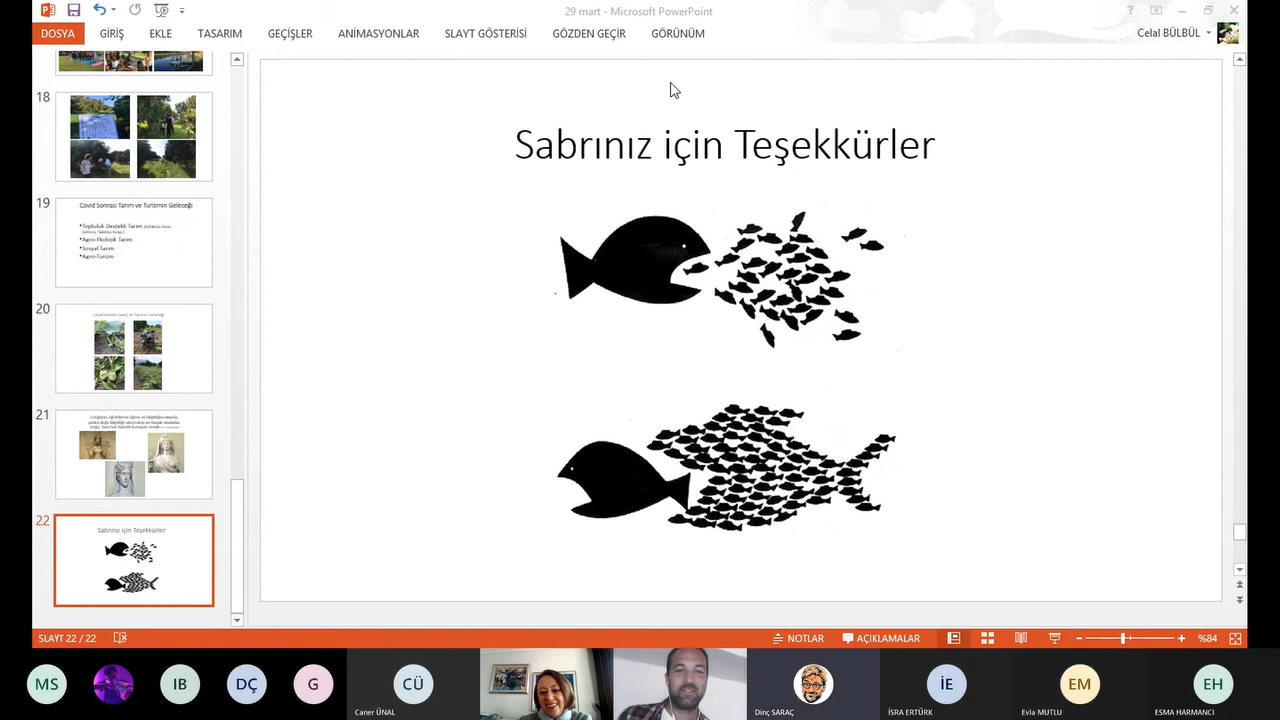 29 mart - Microsoft PowerPoint
?
DOSYA GİRİŞ EKLE TASARIM GEÇİŞLER ANİMASYONLAR SLAYT GÖSTERİSİ GÖZDEN GEÇİR GÖRÜNÜM Celal BÜLBÜL
18
19
Covid Sonrası Tarım ve Turizmin Geleceği
•Topluluk Destekli Tarım
•Agro-Ekolojik Tarım
•Sosyal Tarım
•Agro-Turizm
20
21
22
Sabrınız için Teşekkürler
Sabrınız için Teşekkürler
SLAYT 22 / 22 NOTLAR AÇIKLAMALAR %84
MS IB DÇ G CÜ İE EM EH
Caner ÜNAL Dinç SARAÇ İSRA ERTÜRK Evla MUTLU ESMA HARMANCI